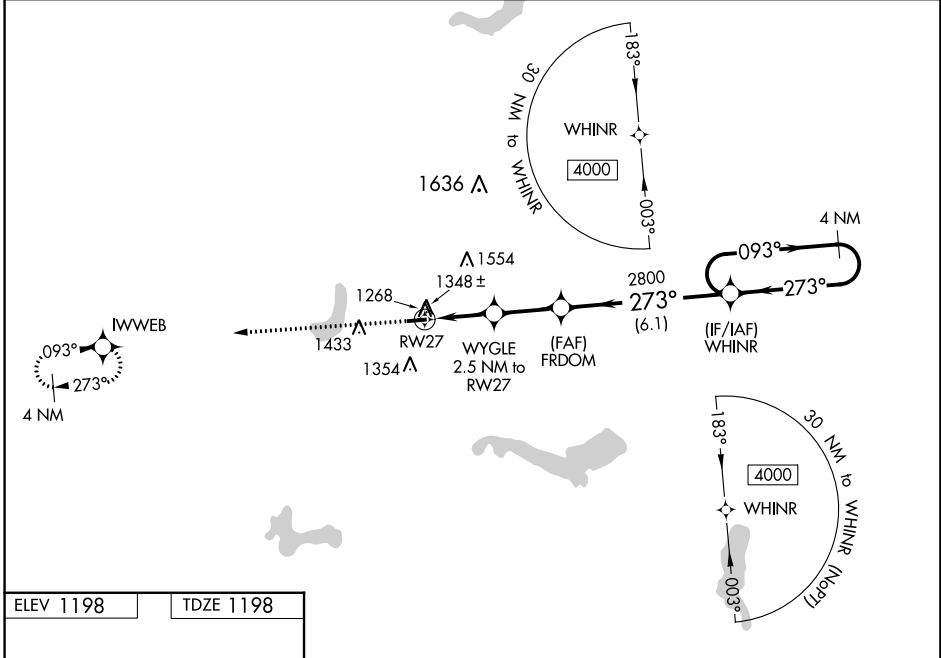 183°
30 NM to WHINR
WHINR
4000
003°
1636
4 NM
093°
273°
1554
1348 ±
1268
2800
273°
(6.1)
(IF/IAF)
WHINR
IWWEB
093°
273°
4 NM
1433
RW27
1354
WYGLE
2.5 NM to
RW27
(FAF)
FRDOM
183°
30 NM to WHINR (NoPT)
4000
WHINR
003°
ELEV 1198
TDZE 1198